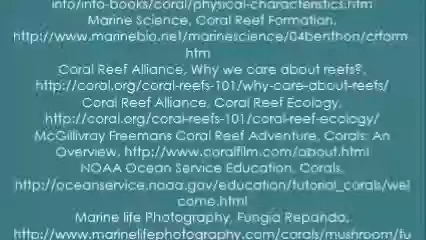 info/info-books/coral/physical-characteristics.htm
Marine Science, Coral Reef Formation,
http://www.marinebio.net/marinescience/04benthon/crform.
htm
Coral Reef Alliance, Why we care about reefs?,
http://coral.org/coral-reefs-101/why-care-about-reefs/
Coral Reef Alliance, Coral Reef Ecology,
http://coral.org/coral-reefs-101/coral-reef-ecology/
McGillivray Freemans Coral Reef Adventure, Corals: An
Overview, http://www.coralfilm.com/about.html
NOAA Ocean Service Education, Corals,
http://oceanservice.noaa.gov/education/tutorial_corals/wel
come.html
Marine life Photography, Fungia Repanda,
http://www.marinelifephotography.com/corals/mushroom/fu